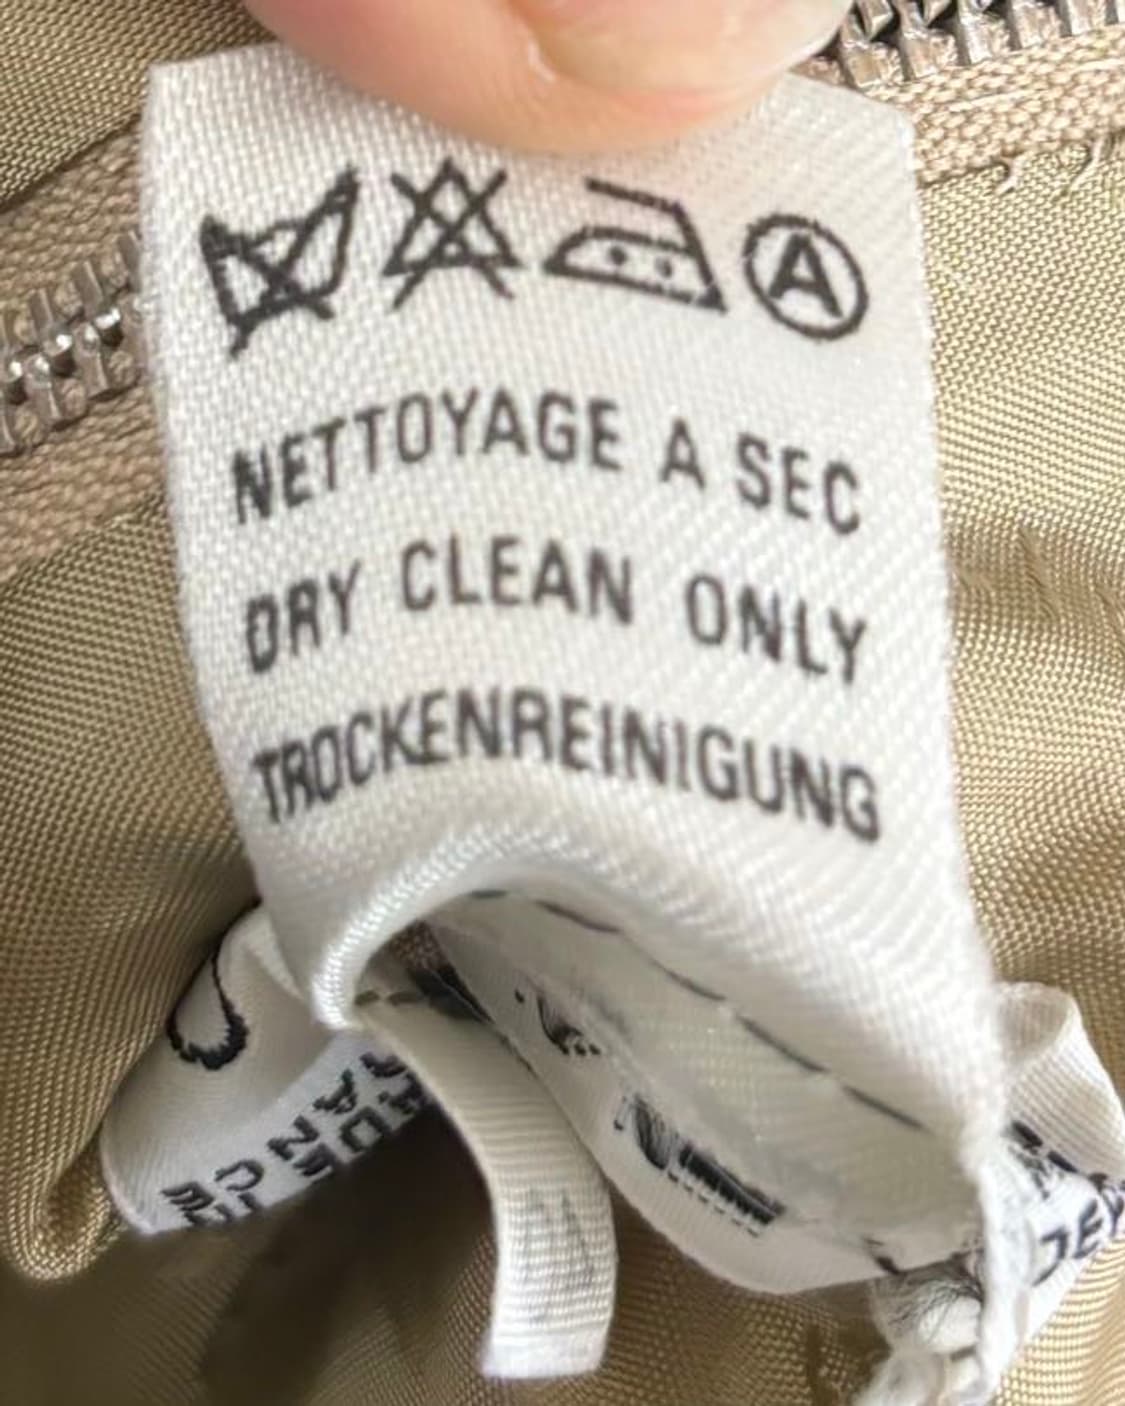 A
NETTOYAGE A SEC
DRY CLEAN ONLY
TROCKENREINIGUNG